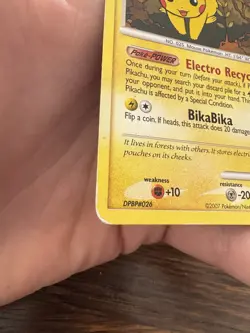 NO. 025 Mouse Pokémon HT: 1'04"
POKé-POWER Electro Recyc
Once during your turn (before your attack), if
Pikachu, you may search your discard pile for a
your opponent, and put it into your hand. Th
Pikachu is affected by a Special Condition.
BikaBika
Flip a coin. If heads, this attack does 20 damag
It lives in forests with others. It stores electri
pouches on its cheeks.
weakness
+10
resistance
-20
DPBP#026
©2007 Pokémon/Nin